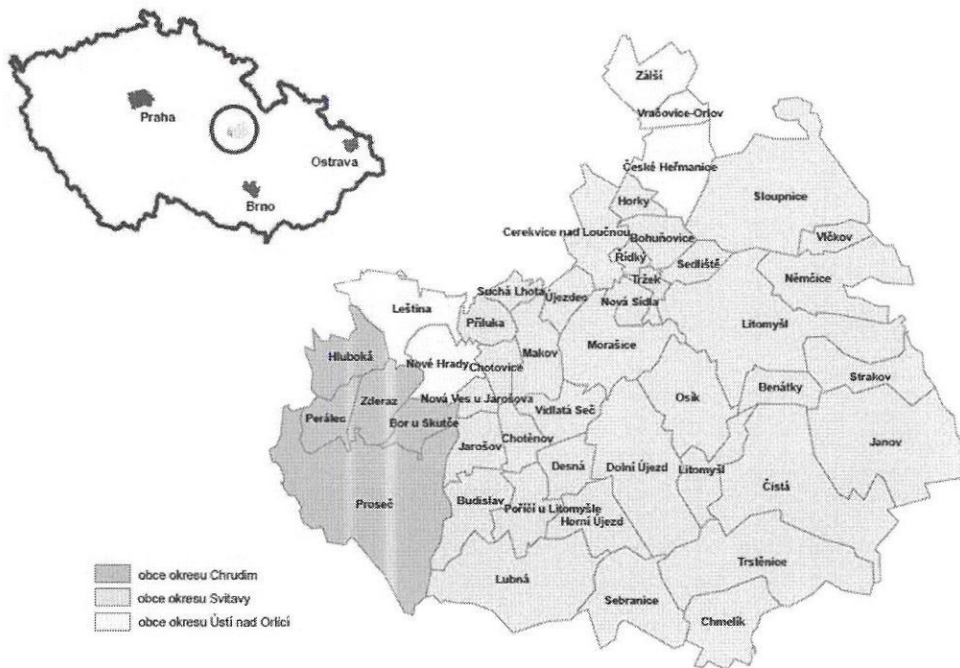 Praha
Ostrava
Brno
Zálší
Vračovice-Orlov
České Heřmanice
Sloupnice
Horky
Cerekvice nad Loučnou
Bohuňovice
Vlčkov
Řídký
Sedliště
Němčice
Tržek
Suchá Lhota
Újezdec
Nová Sídla
Leština
Příluka
Litomyšl
Morašice
Hluboká
Nové Hrady
Makov
Chotovice
Strakov
Benátky
Zderaz
Nová Ves u Jarošova
Osík
Perálec
Vidlatá Seč
Bor u Skutče
Chotěnov
Jarošov
Janov
Desná
Dolní Újezd
Litomyšl
Čistá
Proseč
Budislav
Poříčí u Litomyšle
Horní Újezd
Trstěnice
Lubná
Sebranice
Chmelík
obce okresu Chrudim
obce okresu Svitavy
obce okresu Ústí nad Orlicí